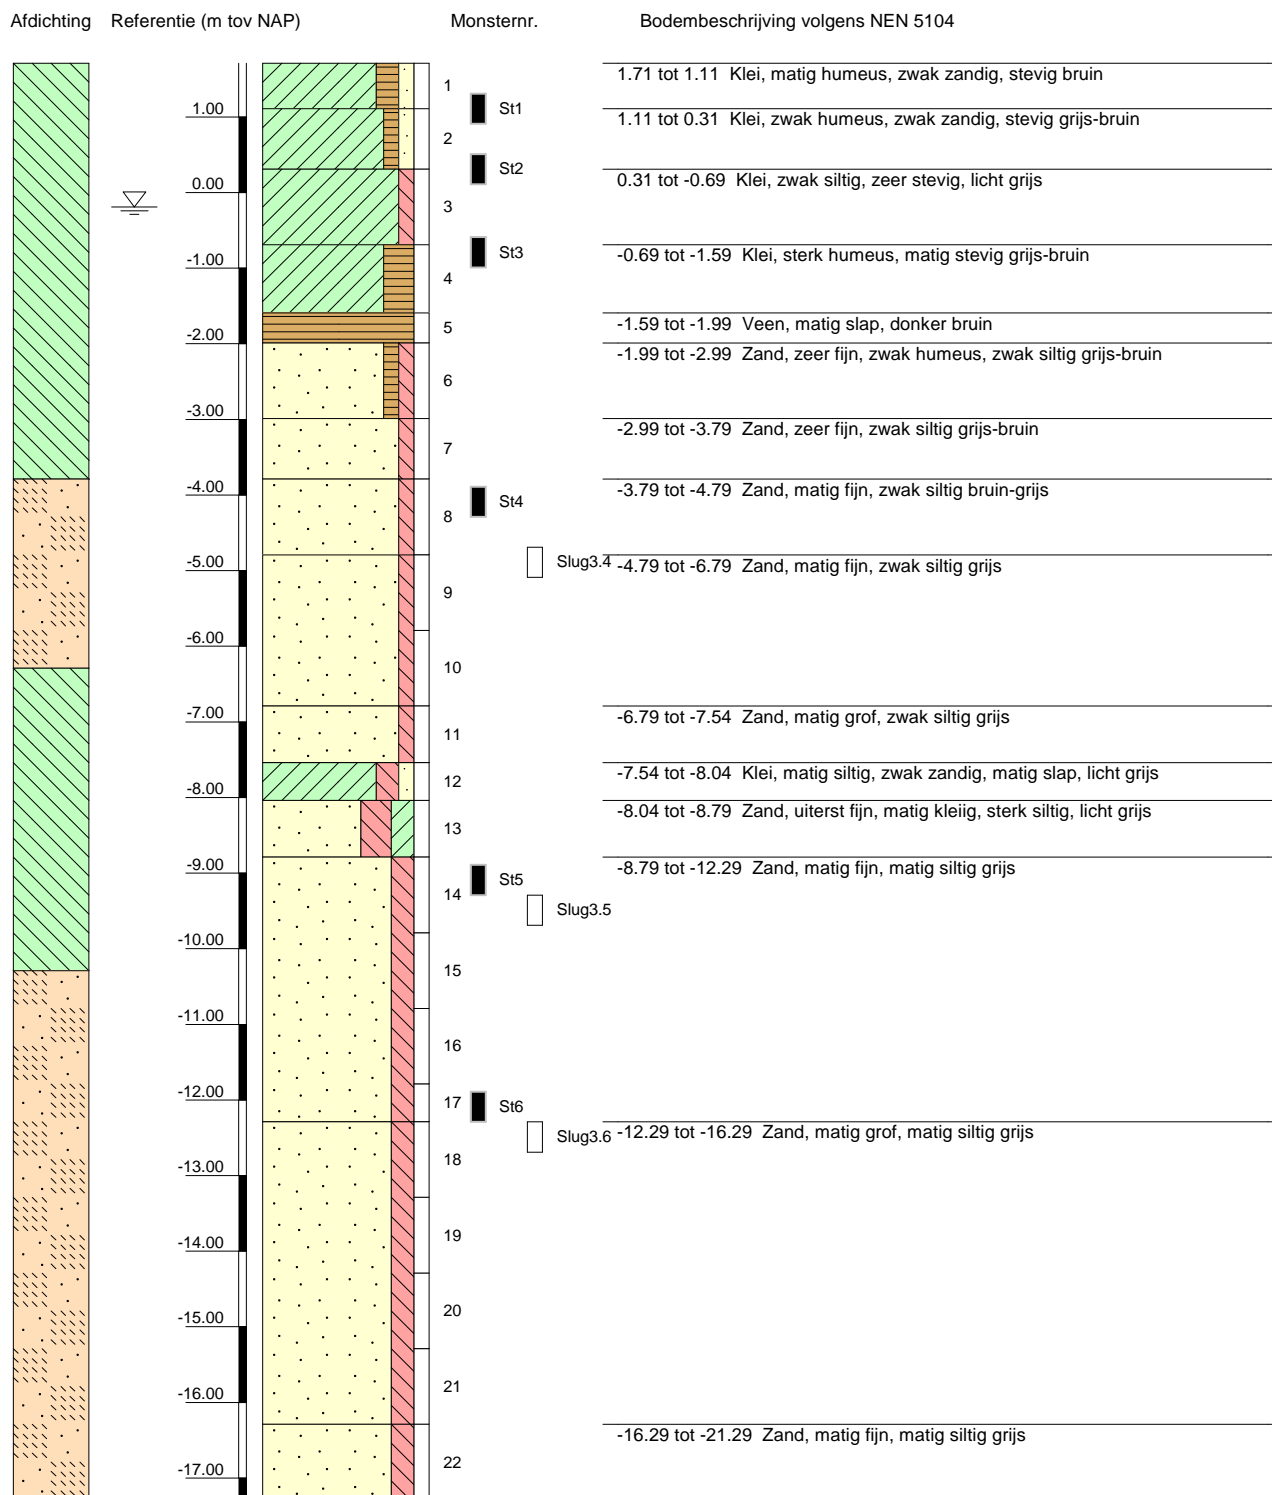 Afdichting Referentie (m tov NAP) Monsternr. Bodembeschrijving volgens NEN 5104
1.71 tot 1.11 Klei, matig humeus, zwak zandig, stevig bruin
1
1.00 St1
1.11 tot 0.31 Klei, zwak humeus, zwak zandig, stevig grijs-bruin
2
St2
0.00 0.31 tot -0.69 Klei, zwak siltig, zeer stevig, licht grijs
3
St3
-0.69 tot -1.59 Klei, sterk humeus, matig stevig grijs-bruin
-1.00
4
-1.59 tot -1.99 Veen, matig slap, donker bruin
5
-2.00
-1.99 tot -2.99 Zand, zeer fijn, zwak humeus, zwak siltig grijs-bruin
6
-3.00
-2.99 tot -3.79 Zand, zeer fijn, zwak siltig grijs-bruin
7
-4.00
-3.79 tot -4.79 Zand, matig fijn, zwak siltig bruin-grijs
St4
8
-5.00
Slug3.4 -4.79 tot -6.79 Zand, matig fijn, zwak siltig grijs
9
-6.00
10
-7.00
-6.79 tot -7.54 Zand, matig grof, zwak siltig grijs
11
-7.54 tot -8.04 Klei, matig siltig, zwak zandig, matig slap, licht grijs
12
-8.00
-8.04 tot -8.79 Zand, uiterst fijn, matig kleiig, sterk siltig, licht grijs
13
-9.00
-8.79 tot -12.29 Zand, matig fijn, matig siltig grijs
St5
14
Slug3.5
-10.00
15
-11.00
16
-12.00
17 St6
Slug3.6 -12.29 tot -16.29 Zand, matig grof, matig siltig grijs
18
-13.00
19
-14.00
20
-15.00
21
-16.00
-16.29 tot -21.29 Zand, matig fijn, matig siltig grijs
22
-17.00